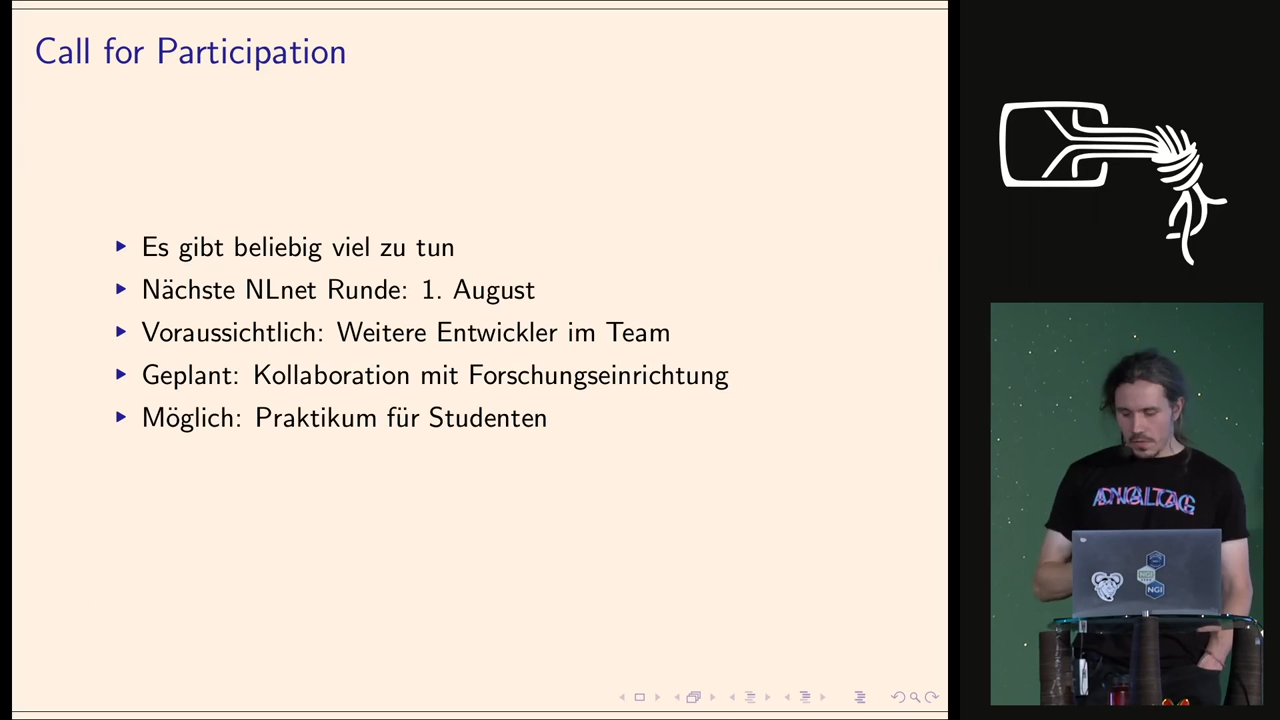 Call for Participation
Es gibt beliebig viel zu tun
Nächste NLnet Runde: 1. August
Voraussichtlich: Weitere Entwickler im Team
Geplant: Kollaboration mit Forschungseinrichtung
Möglich: Praktikum für Studenten
NGI